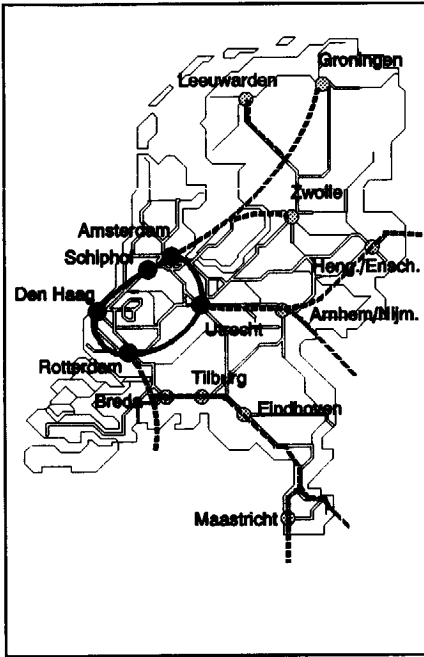 Groningen
Leeuwarden
Zwolle
Amsterdam
Schiphol
Heng./Ensch.
Den Haag
Arnhem/Nijm.
Utrecht
Rotterdam
Tilburg
Breda
Eindhoven
Maastricht